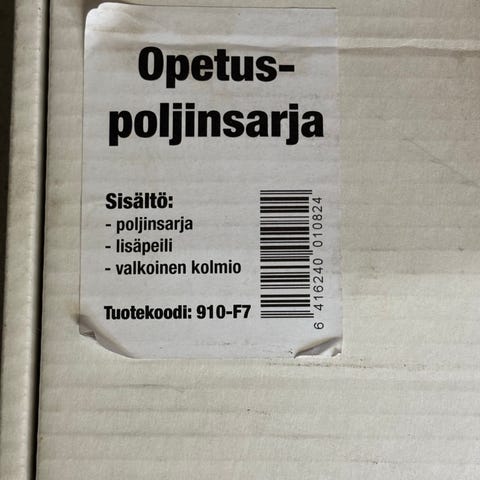 Opetus-
poljinsarja
Sisältö:
- poljinsarja
- lisäpeili
- valkoinen kolmio
Tuotekoodi: 910-F7
6 416240 010824